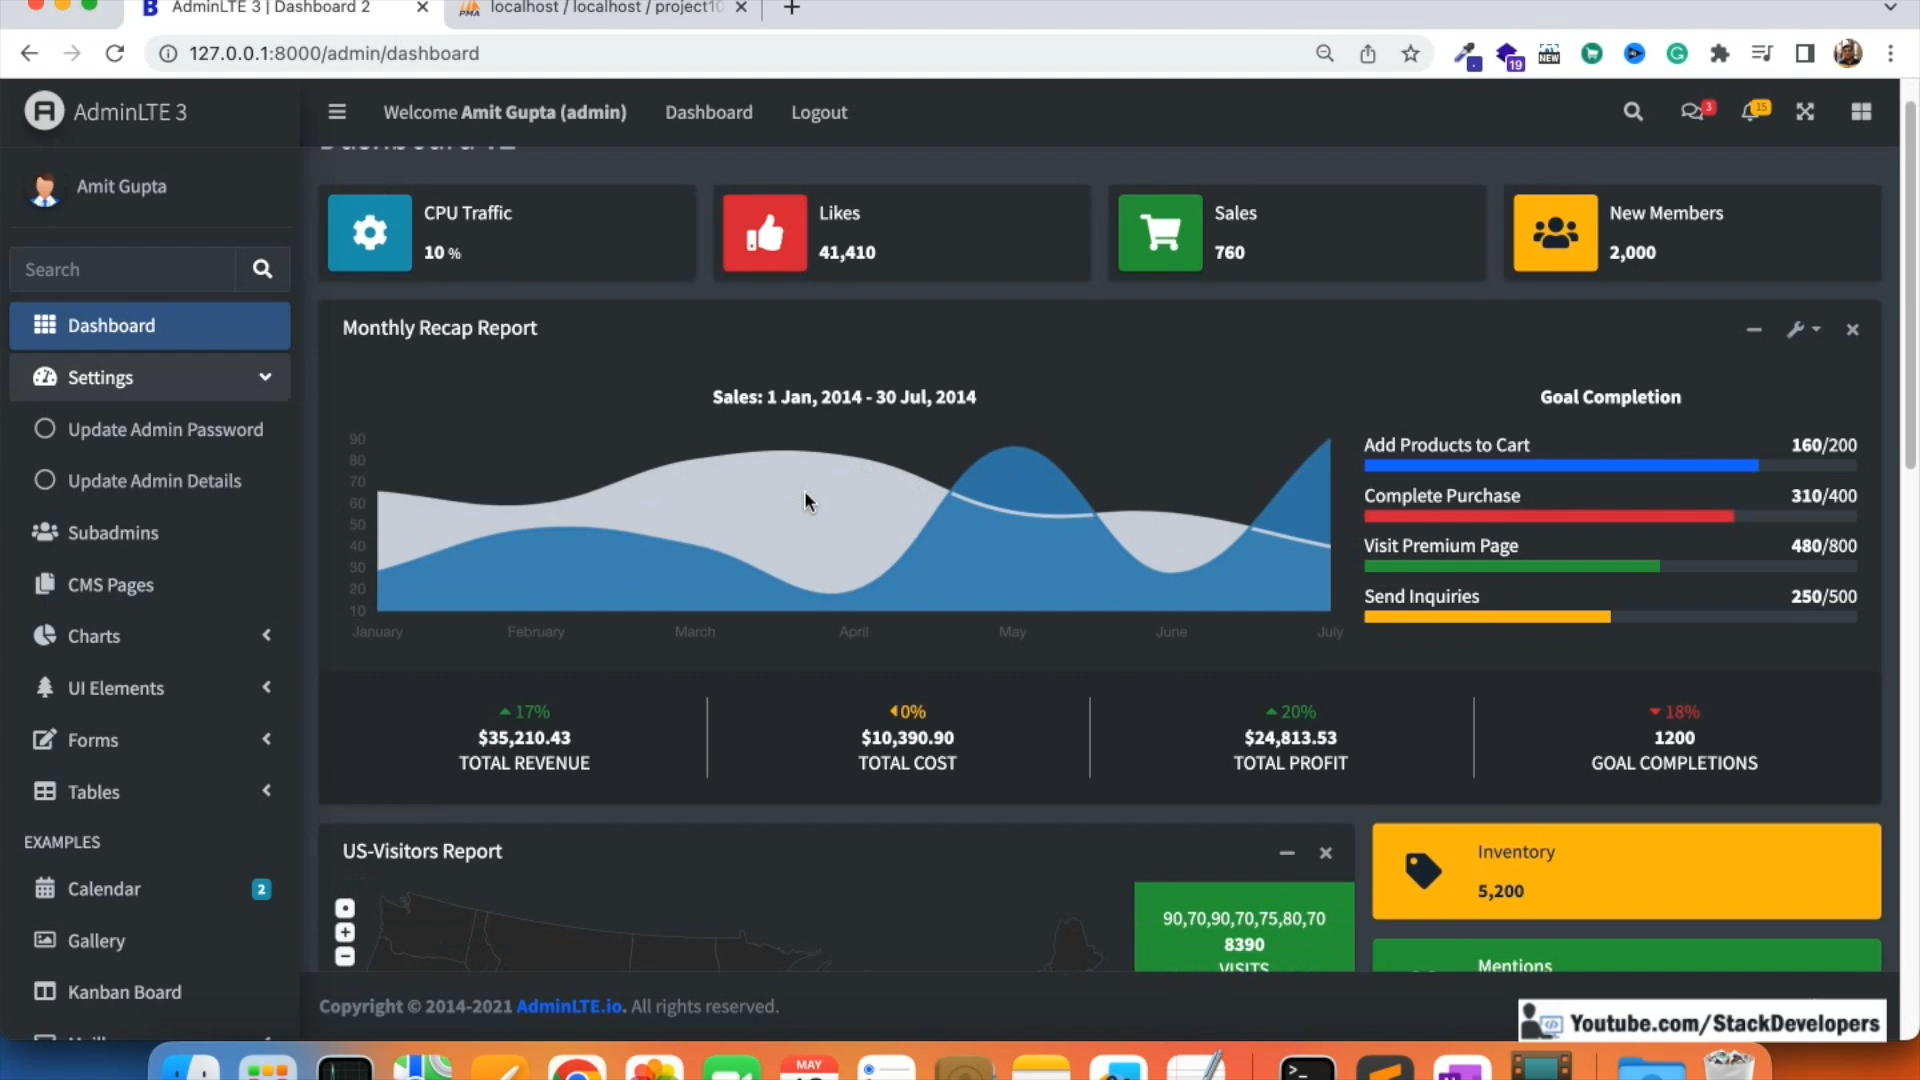 AdminLTE 3 | Dashboard 2
localhost / localhost / project10
127.0.0.1:8000/admin/dashboard
19
NEW
AdminLTE 3
Welcome Amit Gupta (admin)
Dashboard
Logout
3
15
Amit Gupta
Search
Dashboard
Settings
Update Admin Password
Update Admin Details
Subadmins
CMS Pages
Charts
UI Elements
Forms
Tables
EXAMPLES
Calendar
2
Gallery
Kanban Board
CPU Traffic
10 %
Likes
41,410
Sales
760
New Members
2,000
Monthly Recap Report
Sales: 1 Jan, 2014 - 30 Jul, 2014
90
80
70
60
50
40
30
20
10
January
February
March
April
May
June
July
Goal Completion
Add Products to Cart
160/200
Complete Purchase
310/400
Visit Premium Page
480/800
Send Inquiries
250/500
17%
$35,210.43
TOTAL REVENUE
0%
$10,390.90
TOTAL COST
20%
$24,813.53
TOTAL PROFIT
18%
1200
GOAL COMPLETIONS
US-Visitors Report
90,70,90,70,75,80,70
8390
VISITS
Inventory
5,200
Mentions
Copyright © 2014-2021 AdminLTE.io. All rights reserved.
Youtube.com/StackDevelopers
MAY